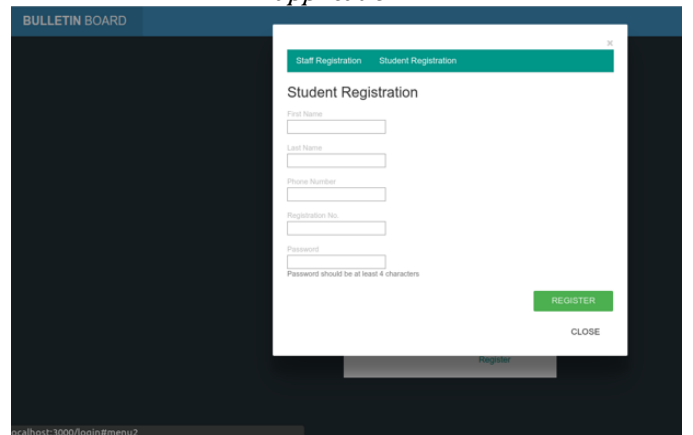 BULLETIN BOARD
×
Staff Registration Student Registration
Student Registration
First Name
Last Name
Phone Number
Registration No.
Password
Password should be at least 4 characters
REGISTER
CLOSE
Register
ocalhost:3000/login#menu2